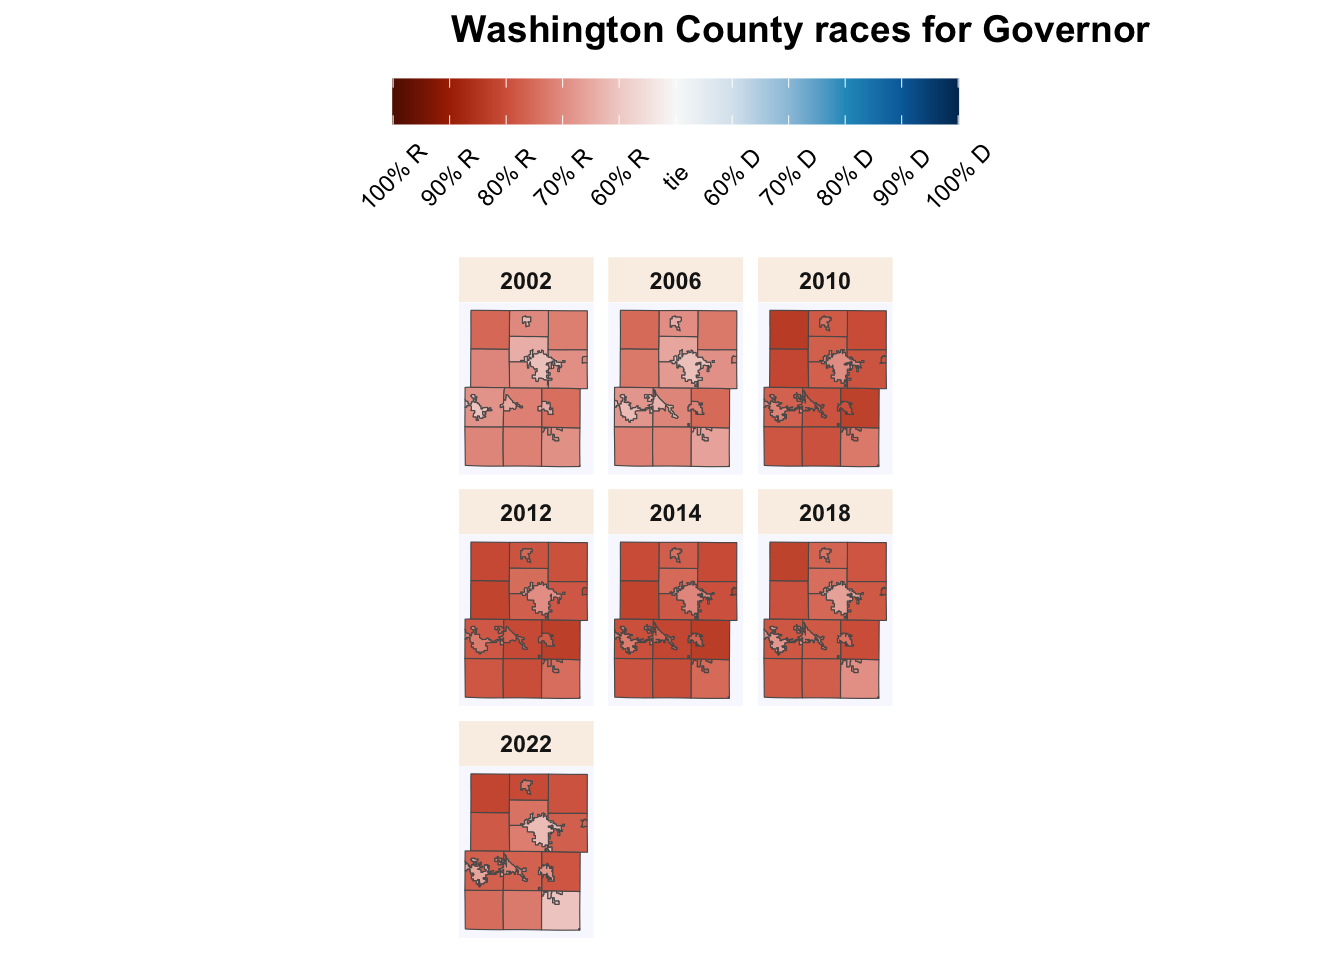 Washington County races for Governor
100% R
90% R
80% R
70% R
60% R
tie
60% D
70% D
80% D
90% D
100% D
2002
2006
2010
2012
2014
2018
2022